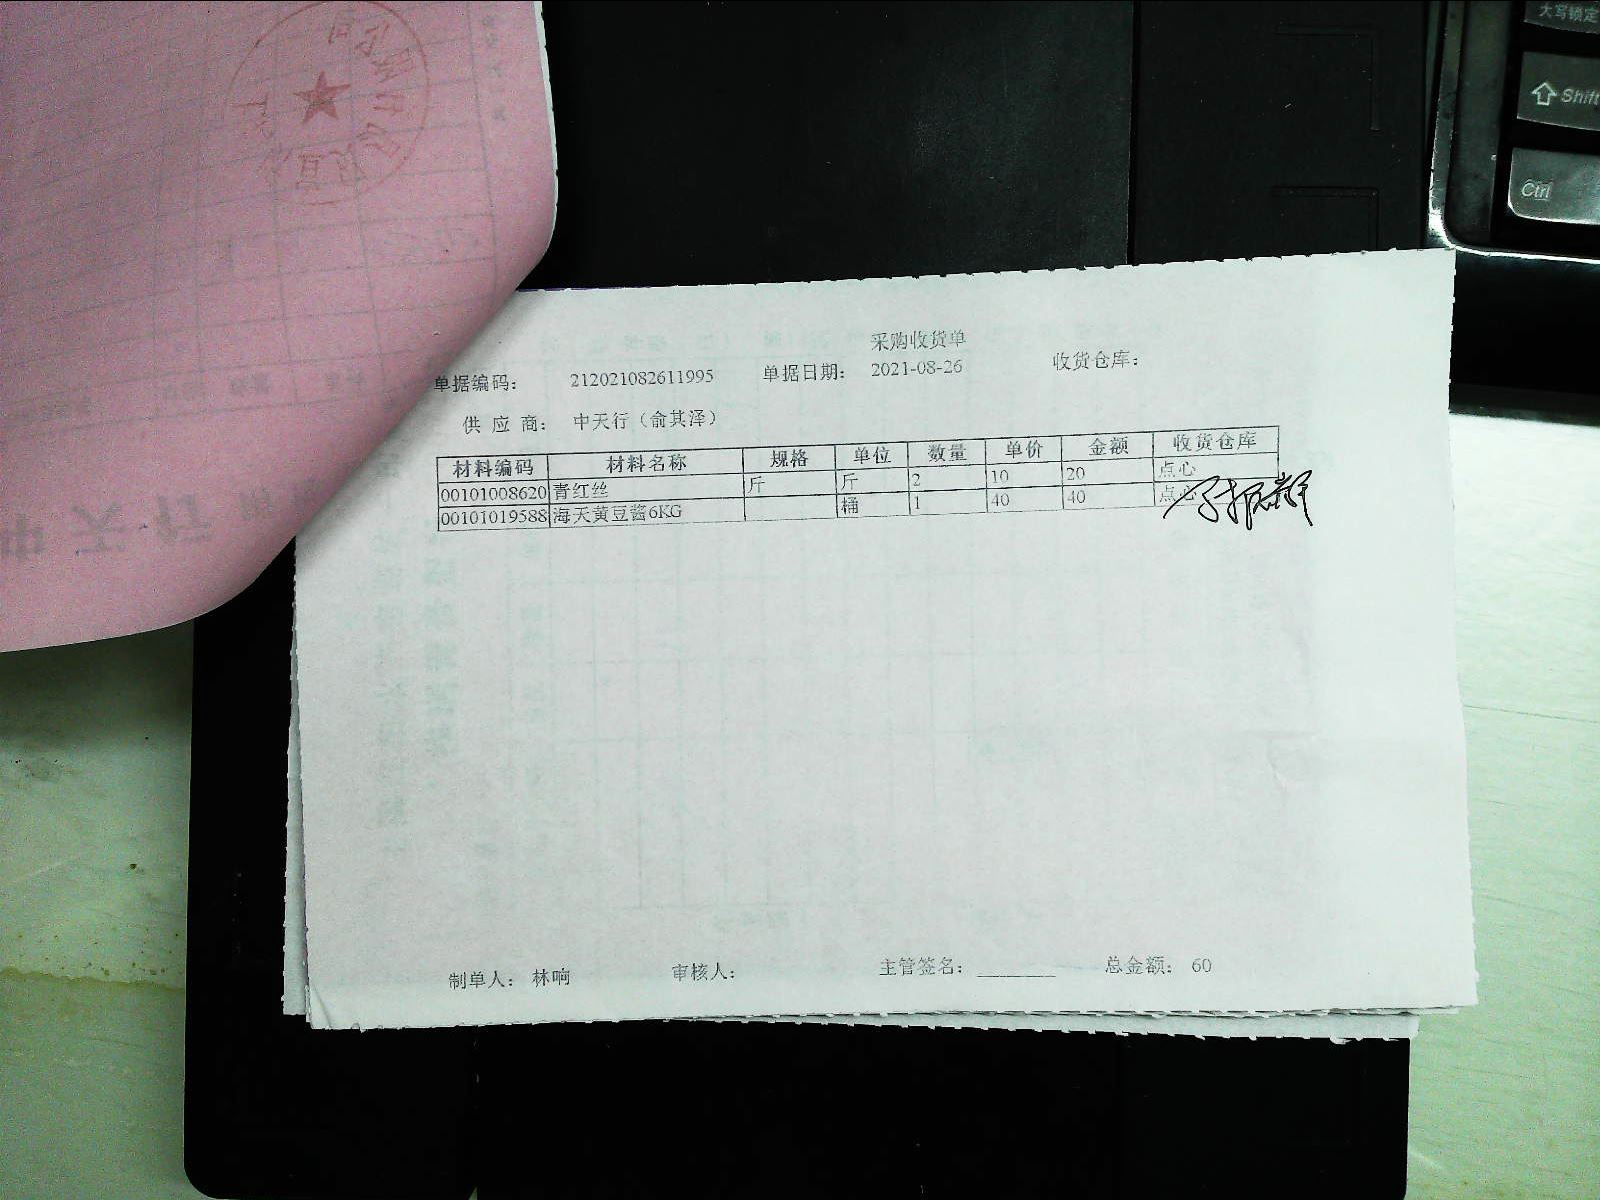 大写锁定
Shift
Ctrl
采购收货单
单据编码： 212021082611995 单据日期： 2021-08-26 收货仓库：
供 应 商： 中天行（俞其泽）
材料编码 材料名称 规格 单位 数量 单价 金额 收货仓库
00101008620 青红丝 斤 斤 2 10 20 点心
00101019588 海天黄豆酱6KG 桶 1 40 40 点心
制单人： 林响 审核人： 主管签名： ________ 总金额： 60